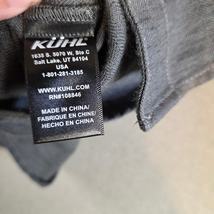 KÜHL
1635 S. 5070 W. Ste C
Salt Lake, UT 84104
USA
1-801-281-3185
WWW.KUHL.COM
RN#108846
MADE IN CHINA/
FABRIQUE EN CHINE/
HECHO EN CHINA